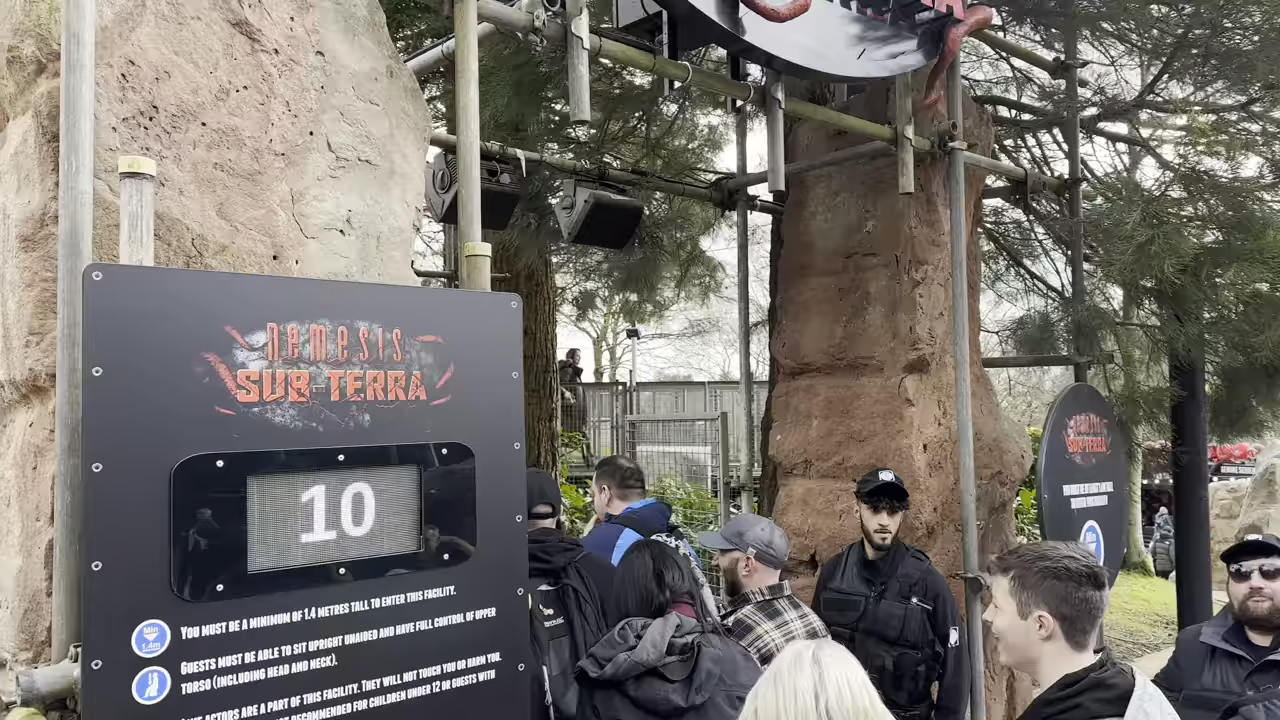 NEMESIS
SUB-TERRA
10
YOU MUST BE A MINIMUM OF 1.4 METRES TALL TO ENTER THIS FACILITY.
Min
1.4m
GUESTS MUST BE ABLE TO SIT UPRIGHT UNAIDED AND HAVE FULL CONTROL OF UPPER
TORSO (INCLUDING HEAD AND NECK).
ACTORS ARE A PART OF THIS FACILITY. THEY WILL NOT TOUCH YOU OR HARM YOU.
RECOMMENDED FOR CHILDREN UNDER 12 OR GUESTS WITH
NEMESIS
SUB-TERRA